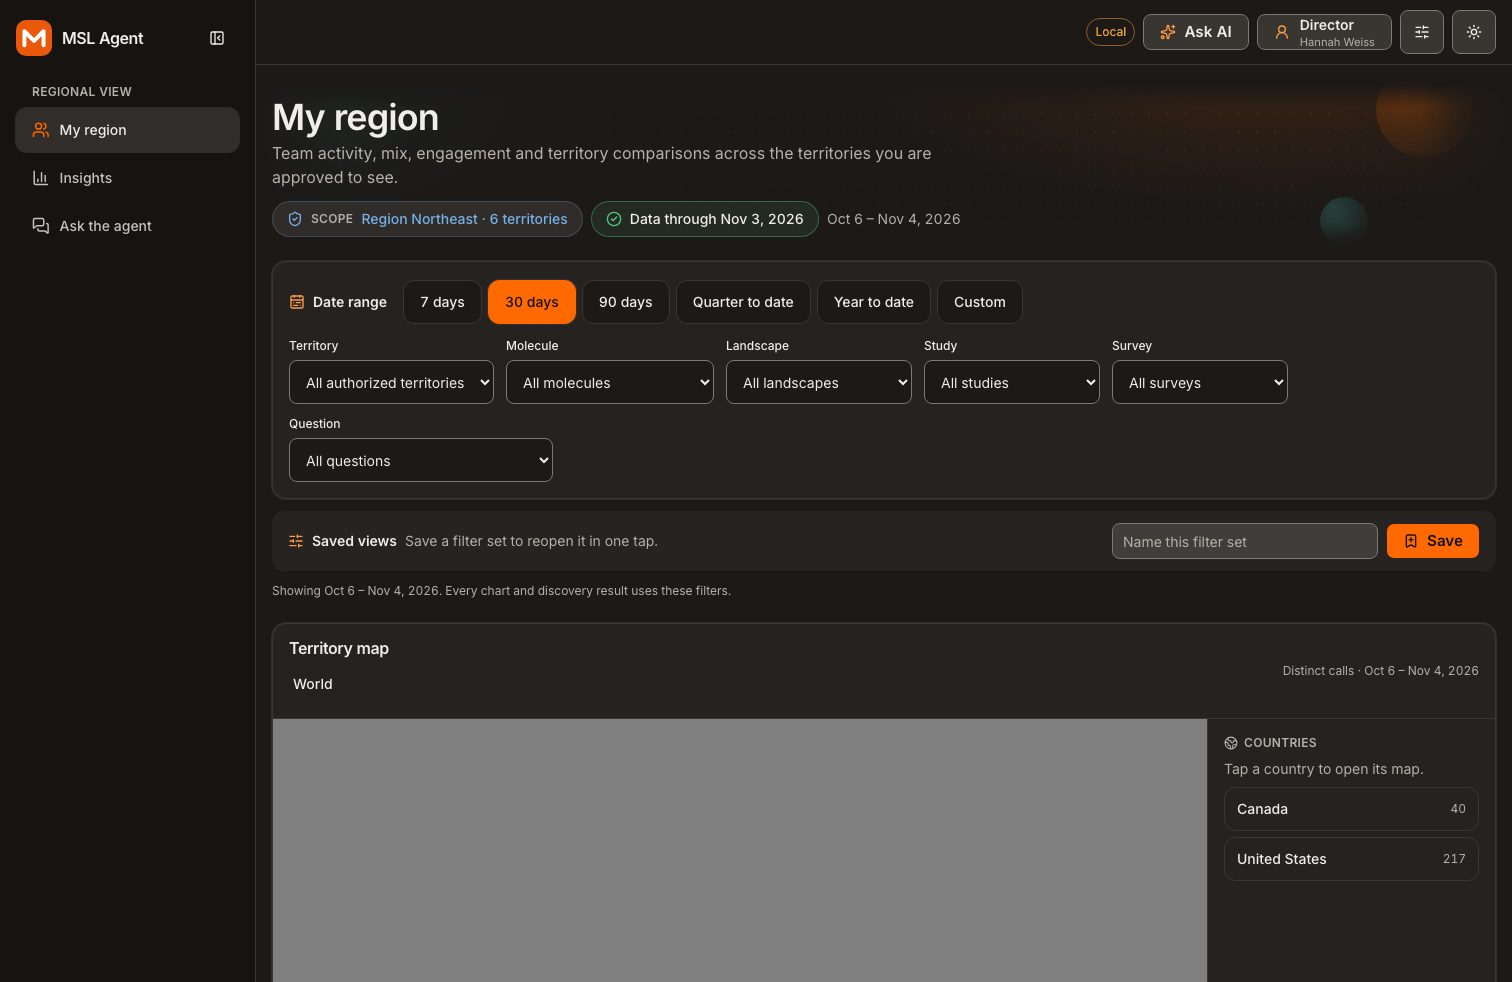 MSL Agent
Local
Ask AI
Director
Hannah Weiss
REGIONAL VIEW
My region
Insights
Ask the agent
My region
Team activity, mix, engagement and territory comparisons across the territories you are
approved to see.
SCOPE Region Northeast · 6 territories
Data through Nov 3, 2026
Oct 6 – Nov 4, 2026
Date range
7 days
30 days
90 days
Quarter to date
Year to date
Custom
Territory
Molecule
Landscape
Study
Survey
All authorized territories
All molecules
All landscapes
All studies
All surveys
Question
All questions
Saved views Save a filter set to reopen it in one tap.
Name this filter set
Save
Showing Oct 6 – Nov 4, 2026. Every chart and discovery result uses these filters.
Territory map
World
Distinct calls · Oct 6 – Nov 4, 2026
COUNTRIES
Tap a country to open its map.
Canada 40
United States 217